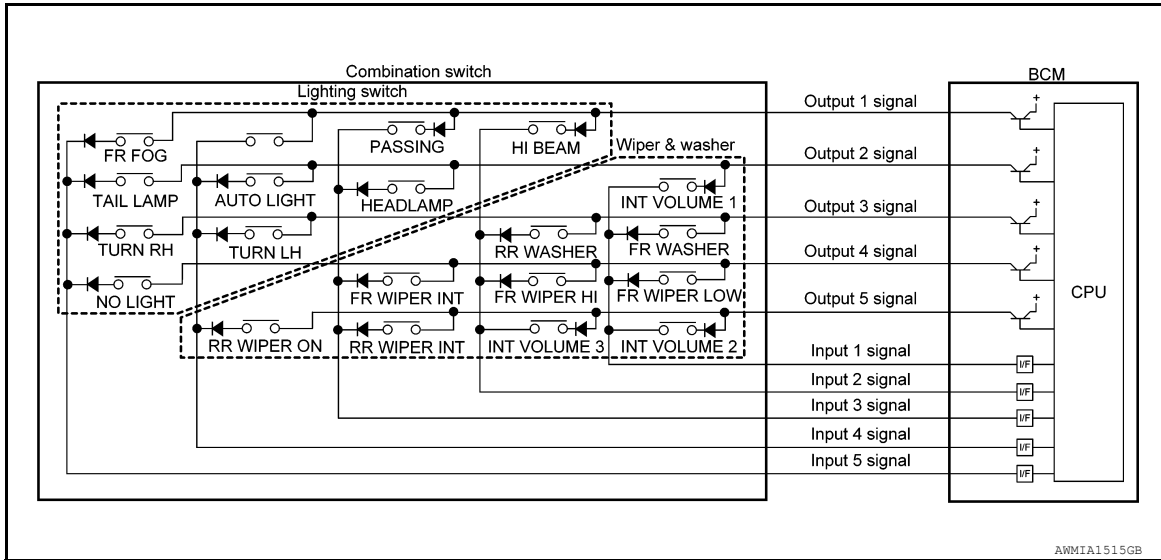 Combination switch
BCM
Lighting switch
Output 1 signal
+
FR FOG
PASSING
HI BEAM
Wiper & washer
Output 2 signal
+
TAIL LAMP
AUTO LIGHT
HEADLAMP
INT VOLUME 1
Output 3 signal
+
TURN RH
TURN LH
RR WASHER
FR WASHER
Output 4 signal
+
NO LIGHT
FR WIPER INT
FR WIPER HI
FR WIPER LOW
CPU
Output 5 signal
+
RR WIPER ON
RR WIPER INT
INT VOLUME 3
INT VOLUME 2
Input 1 signal
I/F
Input 2 signal
I/F
Input 3 signal
I/F
Input 4 signal
I/F
Input 5 signal
I/F
AWMIA1515GB